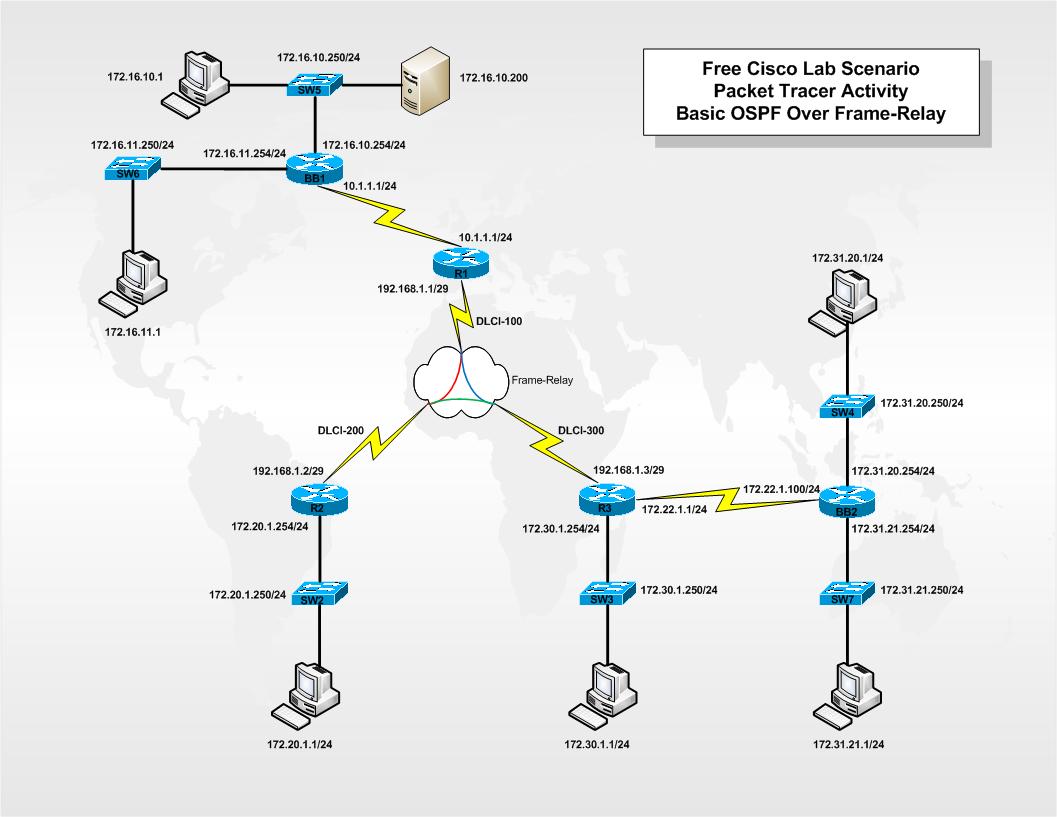 Free Cisco Lab Scenario
Packet Tracer Activity
Basic OSPF Over Frame-Relay
172.16.10.250/24
172.16.10.1
SW5
172.16.10.200
172.16.11.250/24
172.16.11.254/24
172.16.10.254/24
SW6
BB1
10.1.1.1/24
10.1.1.1/24
R1
192.168.1.1/29
172.16.11.1
DLCI-100
Frame-Relay
172.31.20.1/24
SW4
172.31.20.250/24
DLCI-200
DLCI-300
192.168.1.2/29
192.168.1.3/29
172.31.20.254/24
172.22.1.100/24
R2
R3
172.22.1.1/24
BB2
172.20.1.254/24
172.30.1.254/24
172.31.21.254/24
172.20.1.250/24
SW2
SW3
172.30.1.250/24
SW7
172.31.21.250/24
172.20.1.1/24
172.30.1.1/24
172.31.21.1/24